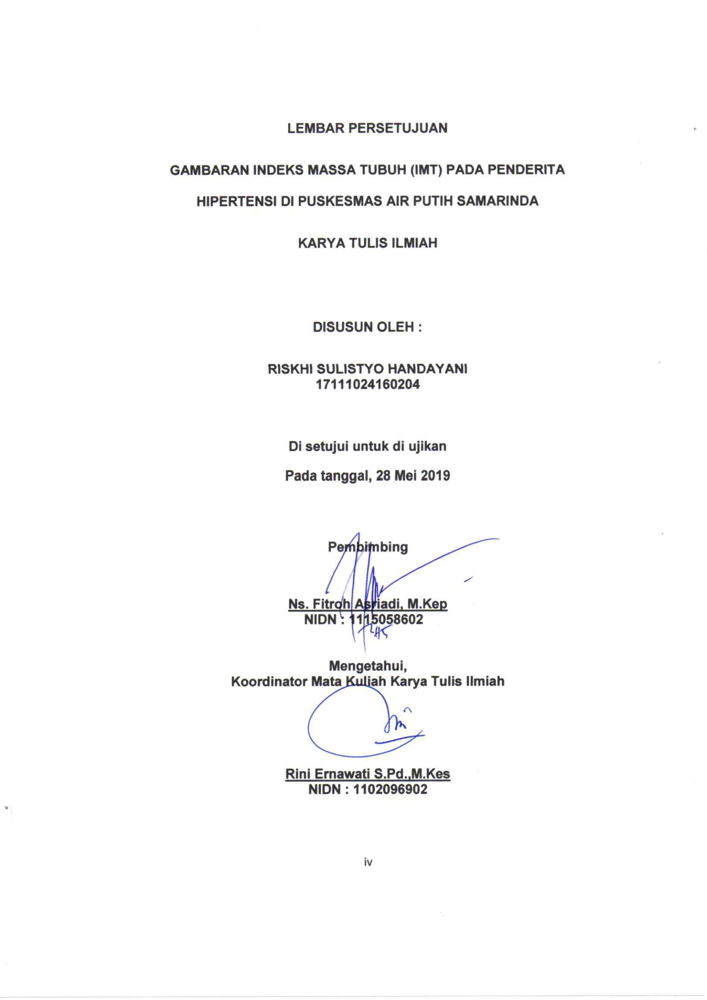 LEMBAR PERSETUJUAN
GAMBARAN INDEKS MASSA TUBUH (IMT) PADA PENDERITA
HIPERTENSI DI PUSKESMAS AIR PUTIH SAMARINDA
KARYA TULIS ILMIAH
DISUSUN OLEH :
RISKHI SULISTYO HANDAYANI
17111024160204
Di setujui untuk di ujikan
Pada tanggal, 28 Mei 2019
Pembimbing
Ns. Fitroh Asriadi, M.Kep
NIDN : 1115058602
Mengetahui,
Koordinator Mata Kuliah Karya Tulis Ilmiah
Rini Ernawati S.Pd.,M.Kes
NIDN : 1102096902
iv